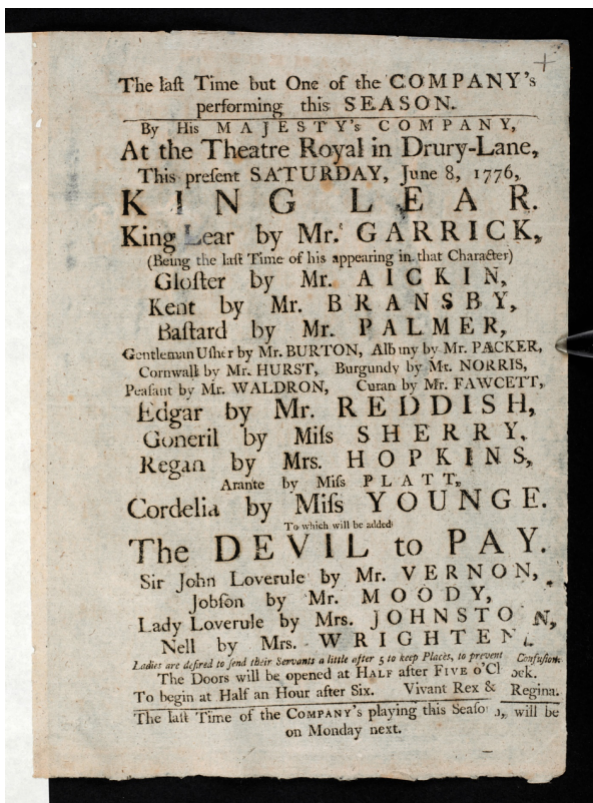 The laſt Time but One of the COMPANY's
performing this SEASON.
By His MAJESTY's COMPANY,
At the Theatre Royal in Drury-Lane,
This preſent SATURDAY, June 8, 1776,
KING LEAR.
King Lear by Mr. GARRICK,
(Being the laſt Time of his appearing in that Character)
Gloſter by Mr. AICKIN,
Kent by Mr. BRANSBY,
Baſtard by Mr. PALMER,
Gentleman Uſher by Mr. BURTON, Albany by Mr. PACKER,
Cornwall by Mr. HURST, Burgundy by Mr. NORRIS,
Peaſant by Mr. WALDRON, Curan by Mr. FAWCETT,
Edgar by Mr. REDDISH,
Goneril by Miſs SHERRY,
Regan by Mrs. HOPKINS,
Arante by Miſs PLATT,
Cordelia by Miſs YOUNGE.
To which will be added
The DEVIL to PAY.
Sir John Loverule by Mr. VERNON,
Jobſon by Mr. MOODY,
Lady Loverule by Mrs. JOHNSTON,
Nell by Mrs. WRIGHTEN.
Ladies are deſired to ſend their Servants a little after 5 to keep Places, to prevent Confuſion.
The Doors will be opened at HALF after FIVE o'Clock.
To begin at Half an Hour after Six. Vivant Rex & Regina.
The laſt Time of the COMPANY's playing this Seaſon, will be
on Monday next.